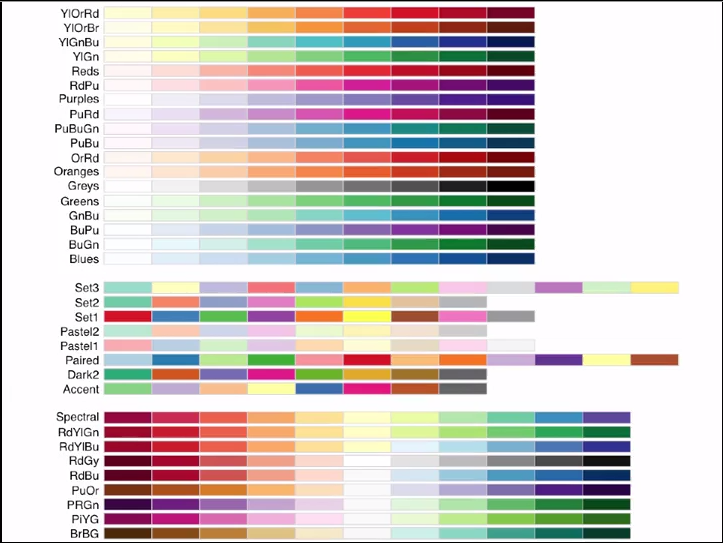 YlOrRd
YlOrBr
YlGnBu
YlGn
Reds
RdPu
Purples
PuRd
PuBuGn
PuBu
OrRd
Oranges
Greys
Greens
GnBu
BuPu
BuGn
Blues
Set3
Set2
Set1
Pastel2
Pastel1
Paired
Dark2
Accent
Spectral
RdYlGn
RdYlBu
RdGy
RdBu
PuOr
PRGn
PiYG
BrBG